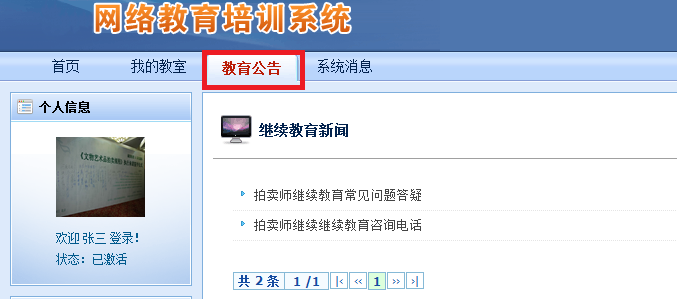 网络教育培训系统
首页 我的教室 教育公告 系统消息
个人信息
欢迎 张三 登录！
状态：已激活
继续教育新闻
拍卖师继续教育常见问题答疑
拍卖师继续继续教育咨询电话
共 2 条 1 /1 |‹ ‹‹ 1 ›› ›|